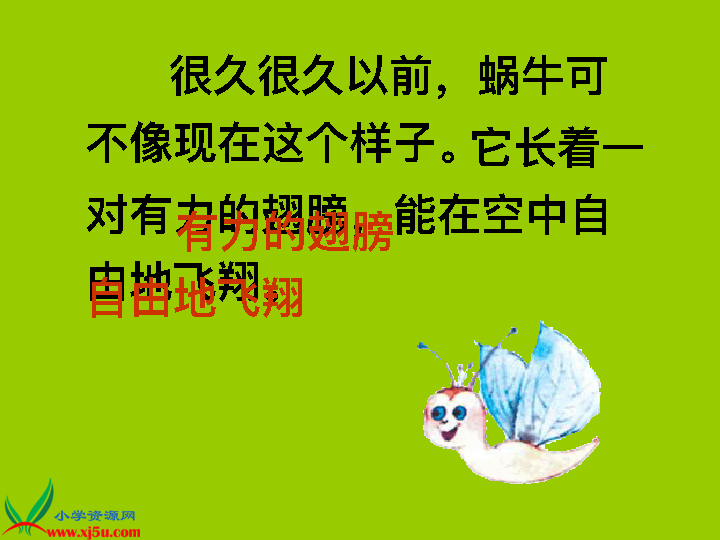 很久很久以前，蜗牛可
不像现在这个样子。它长着一
对有力的翅膀，能在空中自
有力的翅膀
由地飞翔。
自由地飞翔
小学资源网
www.xj5u.com